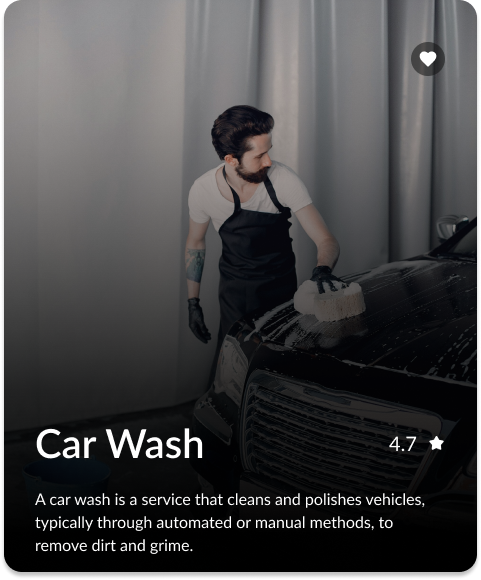 Car Wash
4.7
A car wash is a service that cleans and polishes vehicles,
typically through automated or manual methods, to
remove dirt and grime.